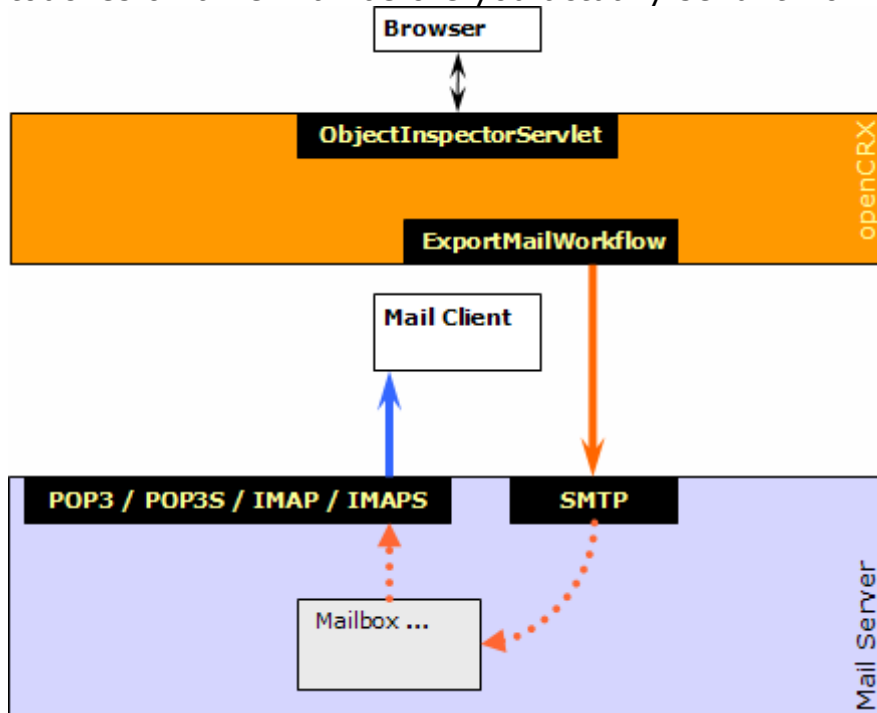 Browser
ObjectInspectorServlet
openCRX
ExportMailWorkflow
Mail Client
POP3 / POP3S / IMAP / IMAPS
SMTP
Mailbox ...
Mail Server